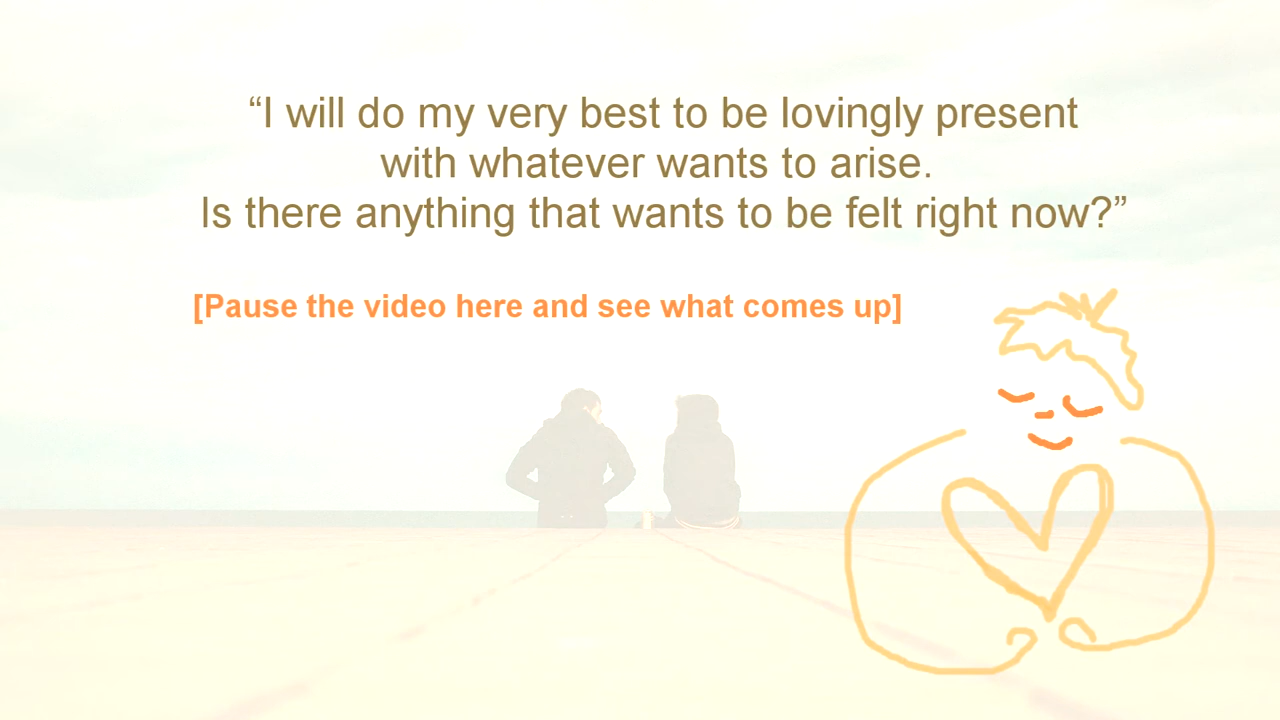 “I will do my very best to be lovingly present
with whatever wants to arise.
Is there anything that wants to be felt right now?”
[Pause the video here and see what comes up]